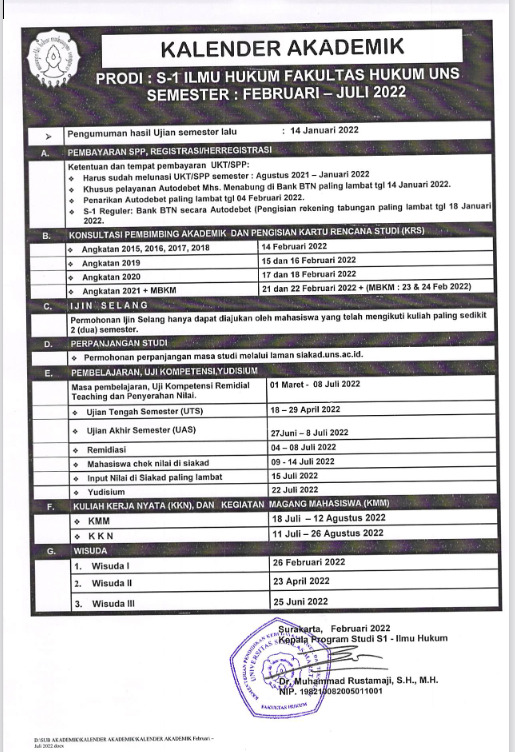 KALENDER AKADEMIK
PRODI : S-1 ILMU HUKUM FAKULTAS HUKUM UNS
SEMESTER : FEBRUARI – JULI 2022
➢ Pengumuman hasil Ujian semester lalu : 14 Januari 2022
A. PEMBAYARAN SPP, REGISTRASI/HERREGISTRASI
Ketentuan dan tempat pembayaran UKT/SPP:
❖ Harus sudah melunasi UKT/SPP semester : Agustus 2021 – Januari 2022
❖ Khusus pelayanan Autodebet Mhs. Menabung di Bank BTN paling lambat tgl 14 Januari 2022.
❖ Penarikan Autodebet paling lambat tgl 04 Februari 2022.
❖ S-1 Reguler: Bank BTN secara Autodebet (Pengisian rekening tabungan paling lambat tgl 18 Januari
2022.
B. KONSULTASI PEMBIMBING AKADEMIK DAN PENGISIAN KARTU RENCANA STUDI (KRS)
❖ Angkatan 2015, 2016, 2017, 2018 14 Februari 2022
❖ Angkatan 2019 15 dan 16 Februari 2022
❖ Angkatan 2020 17 dan 18 Februari 2022
❖ Angkatan 2021 + MBKM 21 dan 22 Februari 2022 + (MBKM : 23 & 24 Feb 2022)
C. IJIN SELANG
Permohonan Ijin Selang hanya dapat diajukan oleh mahasiswa yang telah mengikuti kuliah paling sedikit
2 (dua) semester.
D. PERPANJANGAN STUDI
❖ Permohonan perpanjangan masa studi melalui laman siakad.uns.ac.id.
E. PEMBELAJARAN, UJI KOMPETENSI,YUDISIUM
Masa pembelajaran, Uji Kompetensi Remidial 01 Maret - 08 Juli 2022
Teaching dan Penyerahan Nilai.
❖ Ujian Tengah Semester (UTS) 18 – 29 April 2022
❖ Ujian Akhir Semester (UAS) 27Juni – 8 Juli 2022
❖ Remidiasi 04 – 08 Juli 2022
❖ Mahasiswa chek nilai di siakad 09 - 14 Juli 2022
❖ Input Nilai di Siakad paling lambat 15 Juli 2022
❖ Yudisium 22 Juli 2022
F. KULIAH KERJA NYATA (KKN), DAN KEGIATAN MAGANG MAHASISWA (KMM)
❖ KMM 18 Juli – 12 Agustus 2022
❖ K K N 11 Juli – 26 Agustus 2022
G. WISUDA
1. Wisuda I 26 Februari 2022
2. Wisuda II 23 April 2022
3. Wisuda III 25 Juni 2022
Surakarta, Februari 2022
Kepala Program Studi S1 - Ilmu Hukum
FAKULTAS HUKUM
Dr. Muhammad Rustamaji, S.H., M.H.
NIP. 198210082005011001
D:\S1\B AKADEMIK\KALENDER AKADEMIK\KALENDER AKADEMIK Februari –
Juli 2022.docx